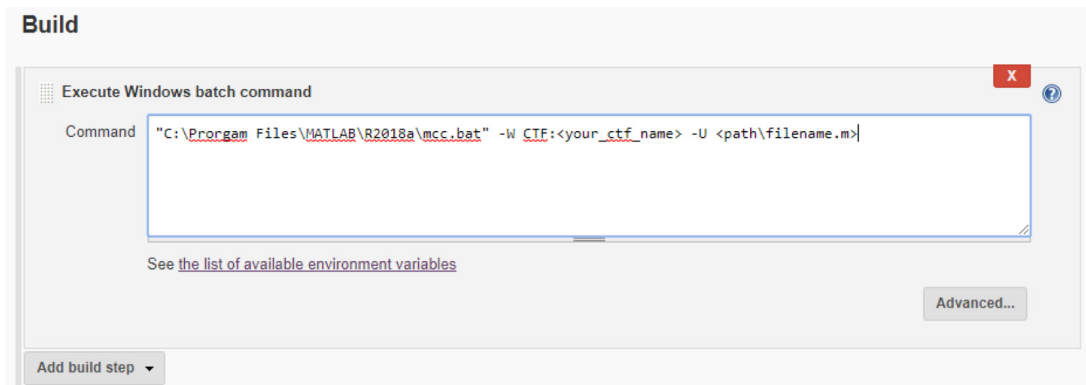 Build
X
Execute Windows batch command
Command
"C:\Prorgam Files\MATLAB\R2018a\mcc.bat" -W CTF:<your_ctf_name> -U <path\filename.m>
See the list of available environment variables
Advanced...
Add build step